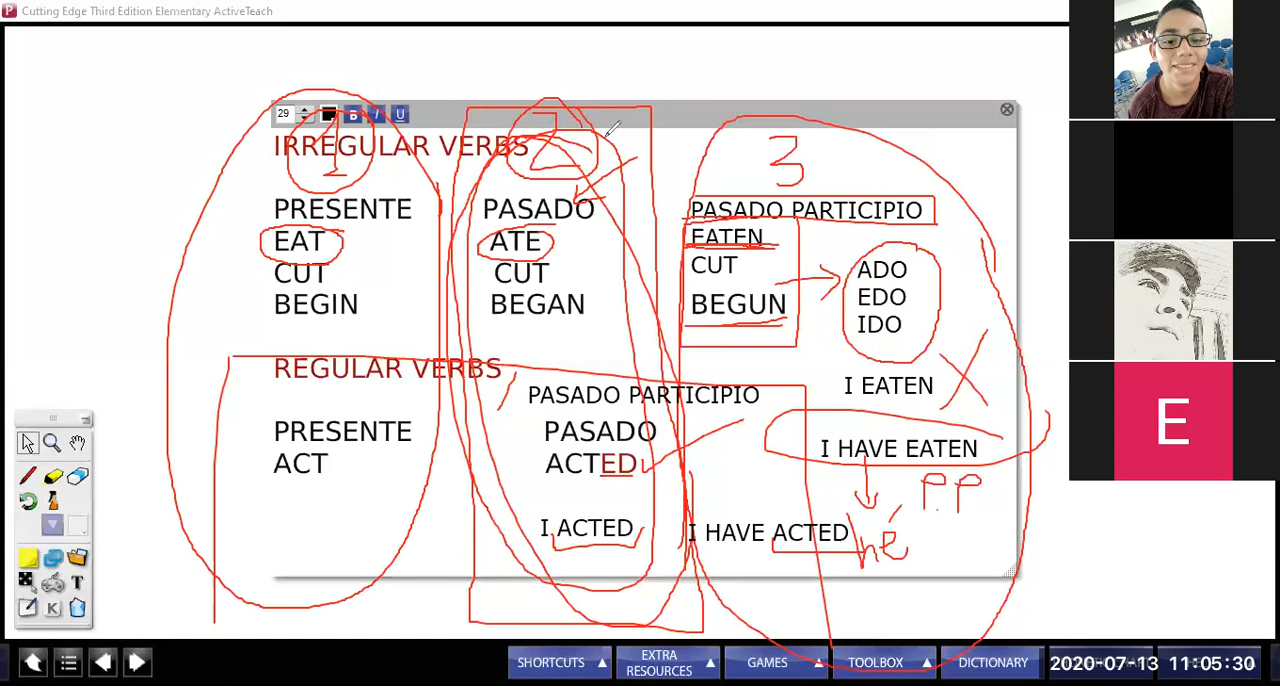 Cutting Edge Third Edition Elementary ActiveTeach
29 B I U
1 2 3
IRREGULAR VERBS
PRESENTE PASADO PASADO PARTICIPIO
EAT ATE EATEN
CUT CUT CUT
BEGIN BEGAN BEGUN
ADO
EDO
IDO
REGULAR VERBS
I EATEN
PASADO PARTICIPIO
PRESENTE PASADO
ACT ACTED
I HAVE EATEN
P.P
I ACTED I HAVE ACTED
he
E
T
K
SHORTCUTS
EXTRA
RESOURCES
GAMES
TOOLBOX
DICTIONARY
2020-07-13 11:05:30